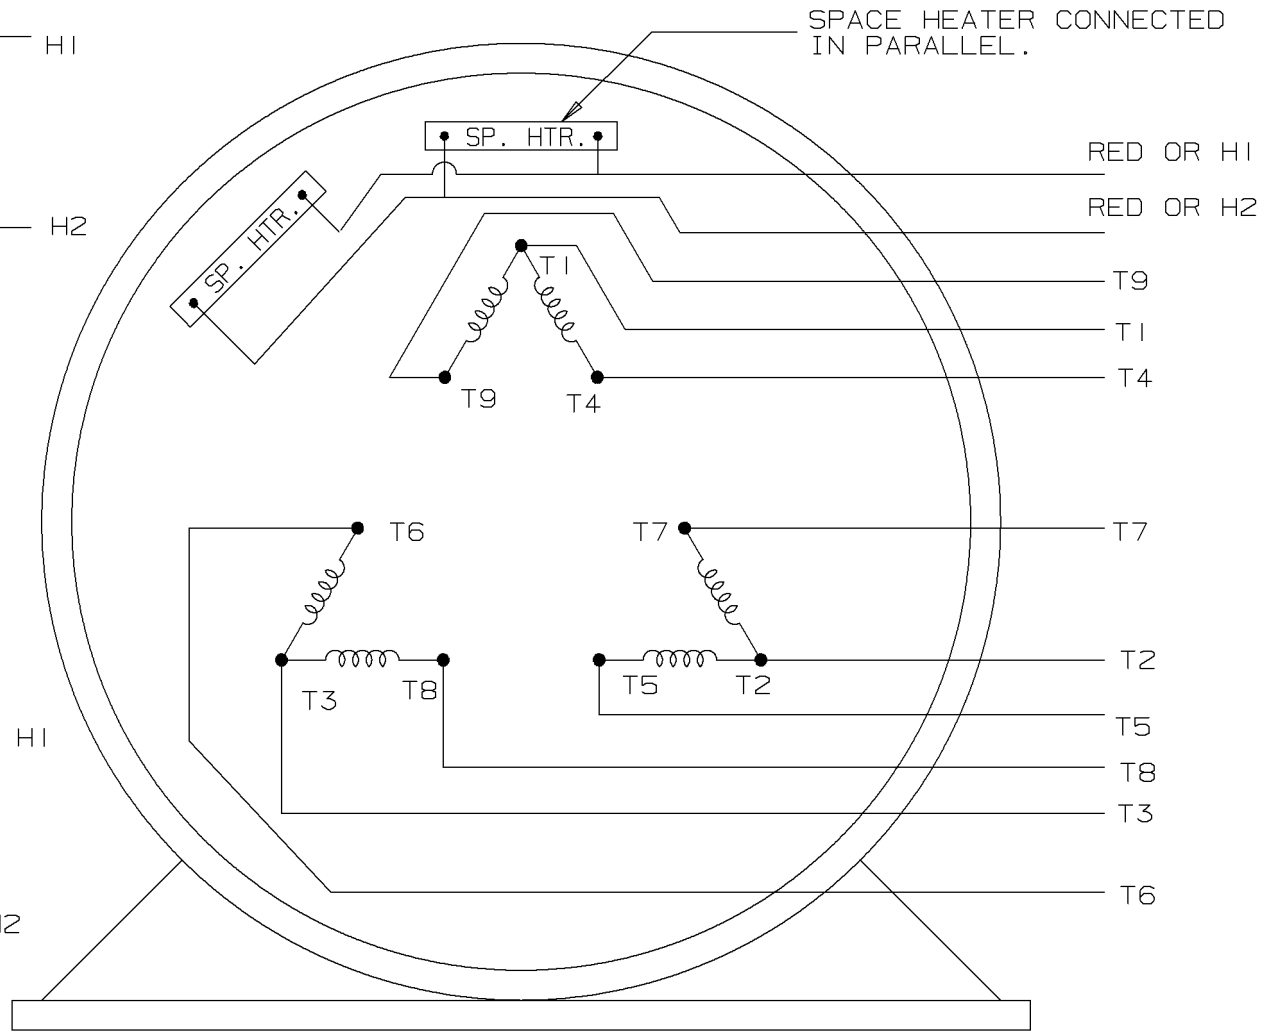 SPACE HEATER CONNECTED
IN PARALLEL.
H1
SP. HTR.
RED OR H1
SP. HTR.
RED OR H2
H2
T1
T9
T1
T9
T4
T4
T6
T7
T7
T3
T8
T5
T2
T2
T5
H1
T8
T3
T6